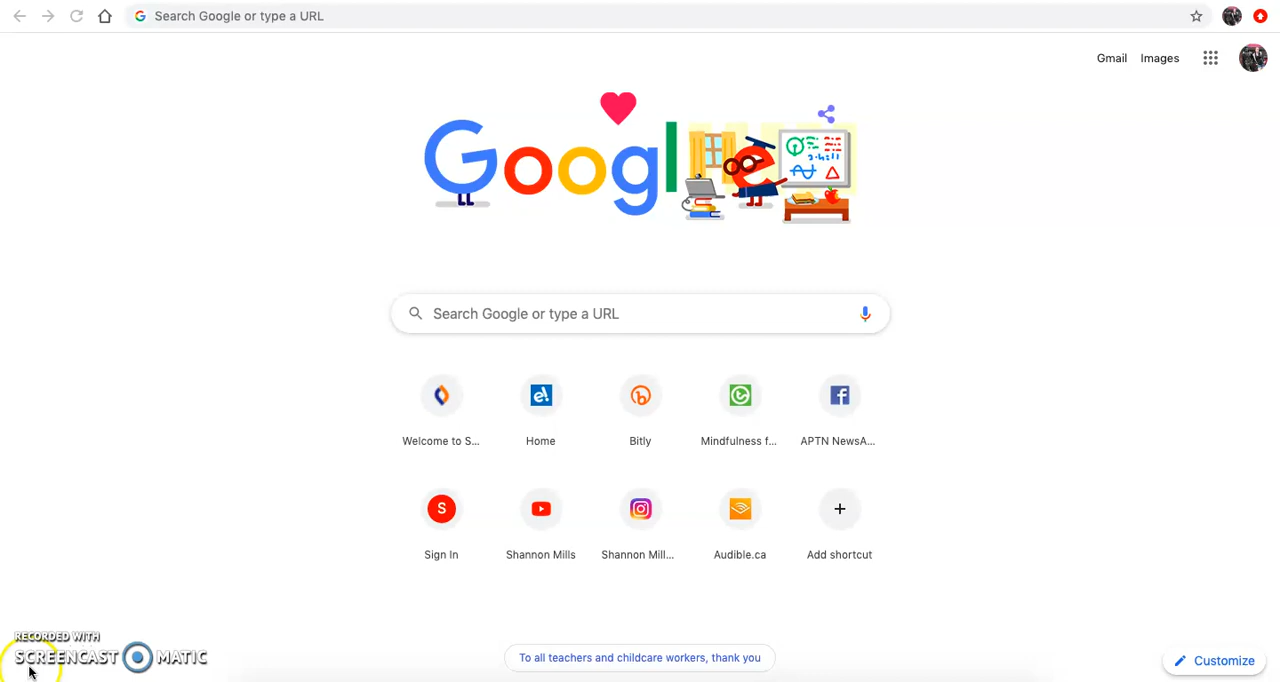 Search Google or type a URL
Gmail Images
Google
Search Google or type a URL
Welcome to S... Home Bitly Mindfulness f... APTN NewsA...
S
Sign In Shannon Mills Shannon Mill... Audible.ca Add shortcut
RECORDED WITH
SCREENCAST MATIC
To all teachers and childcare workers, thank you
Customize